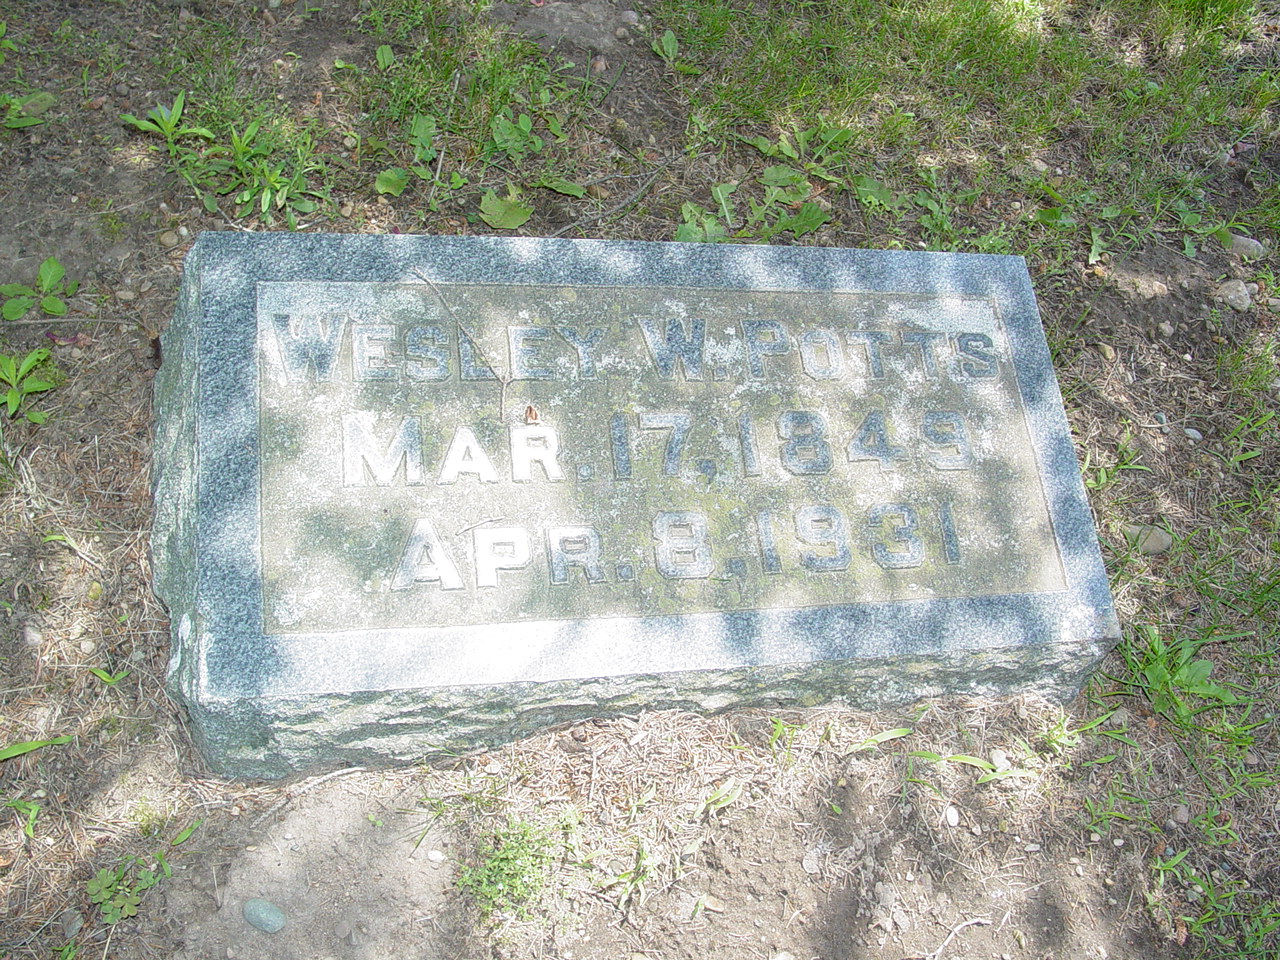 WESLEY W. POTTS
MAR. 17, 1849
APR. 8, 1931